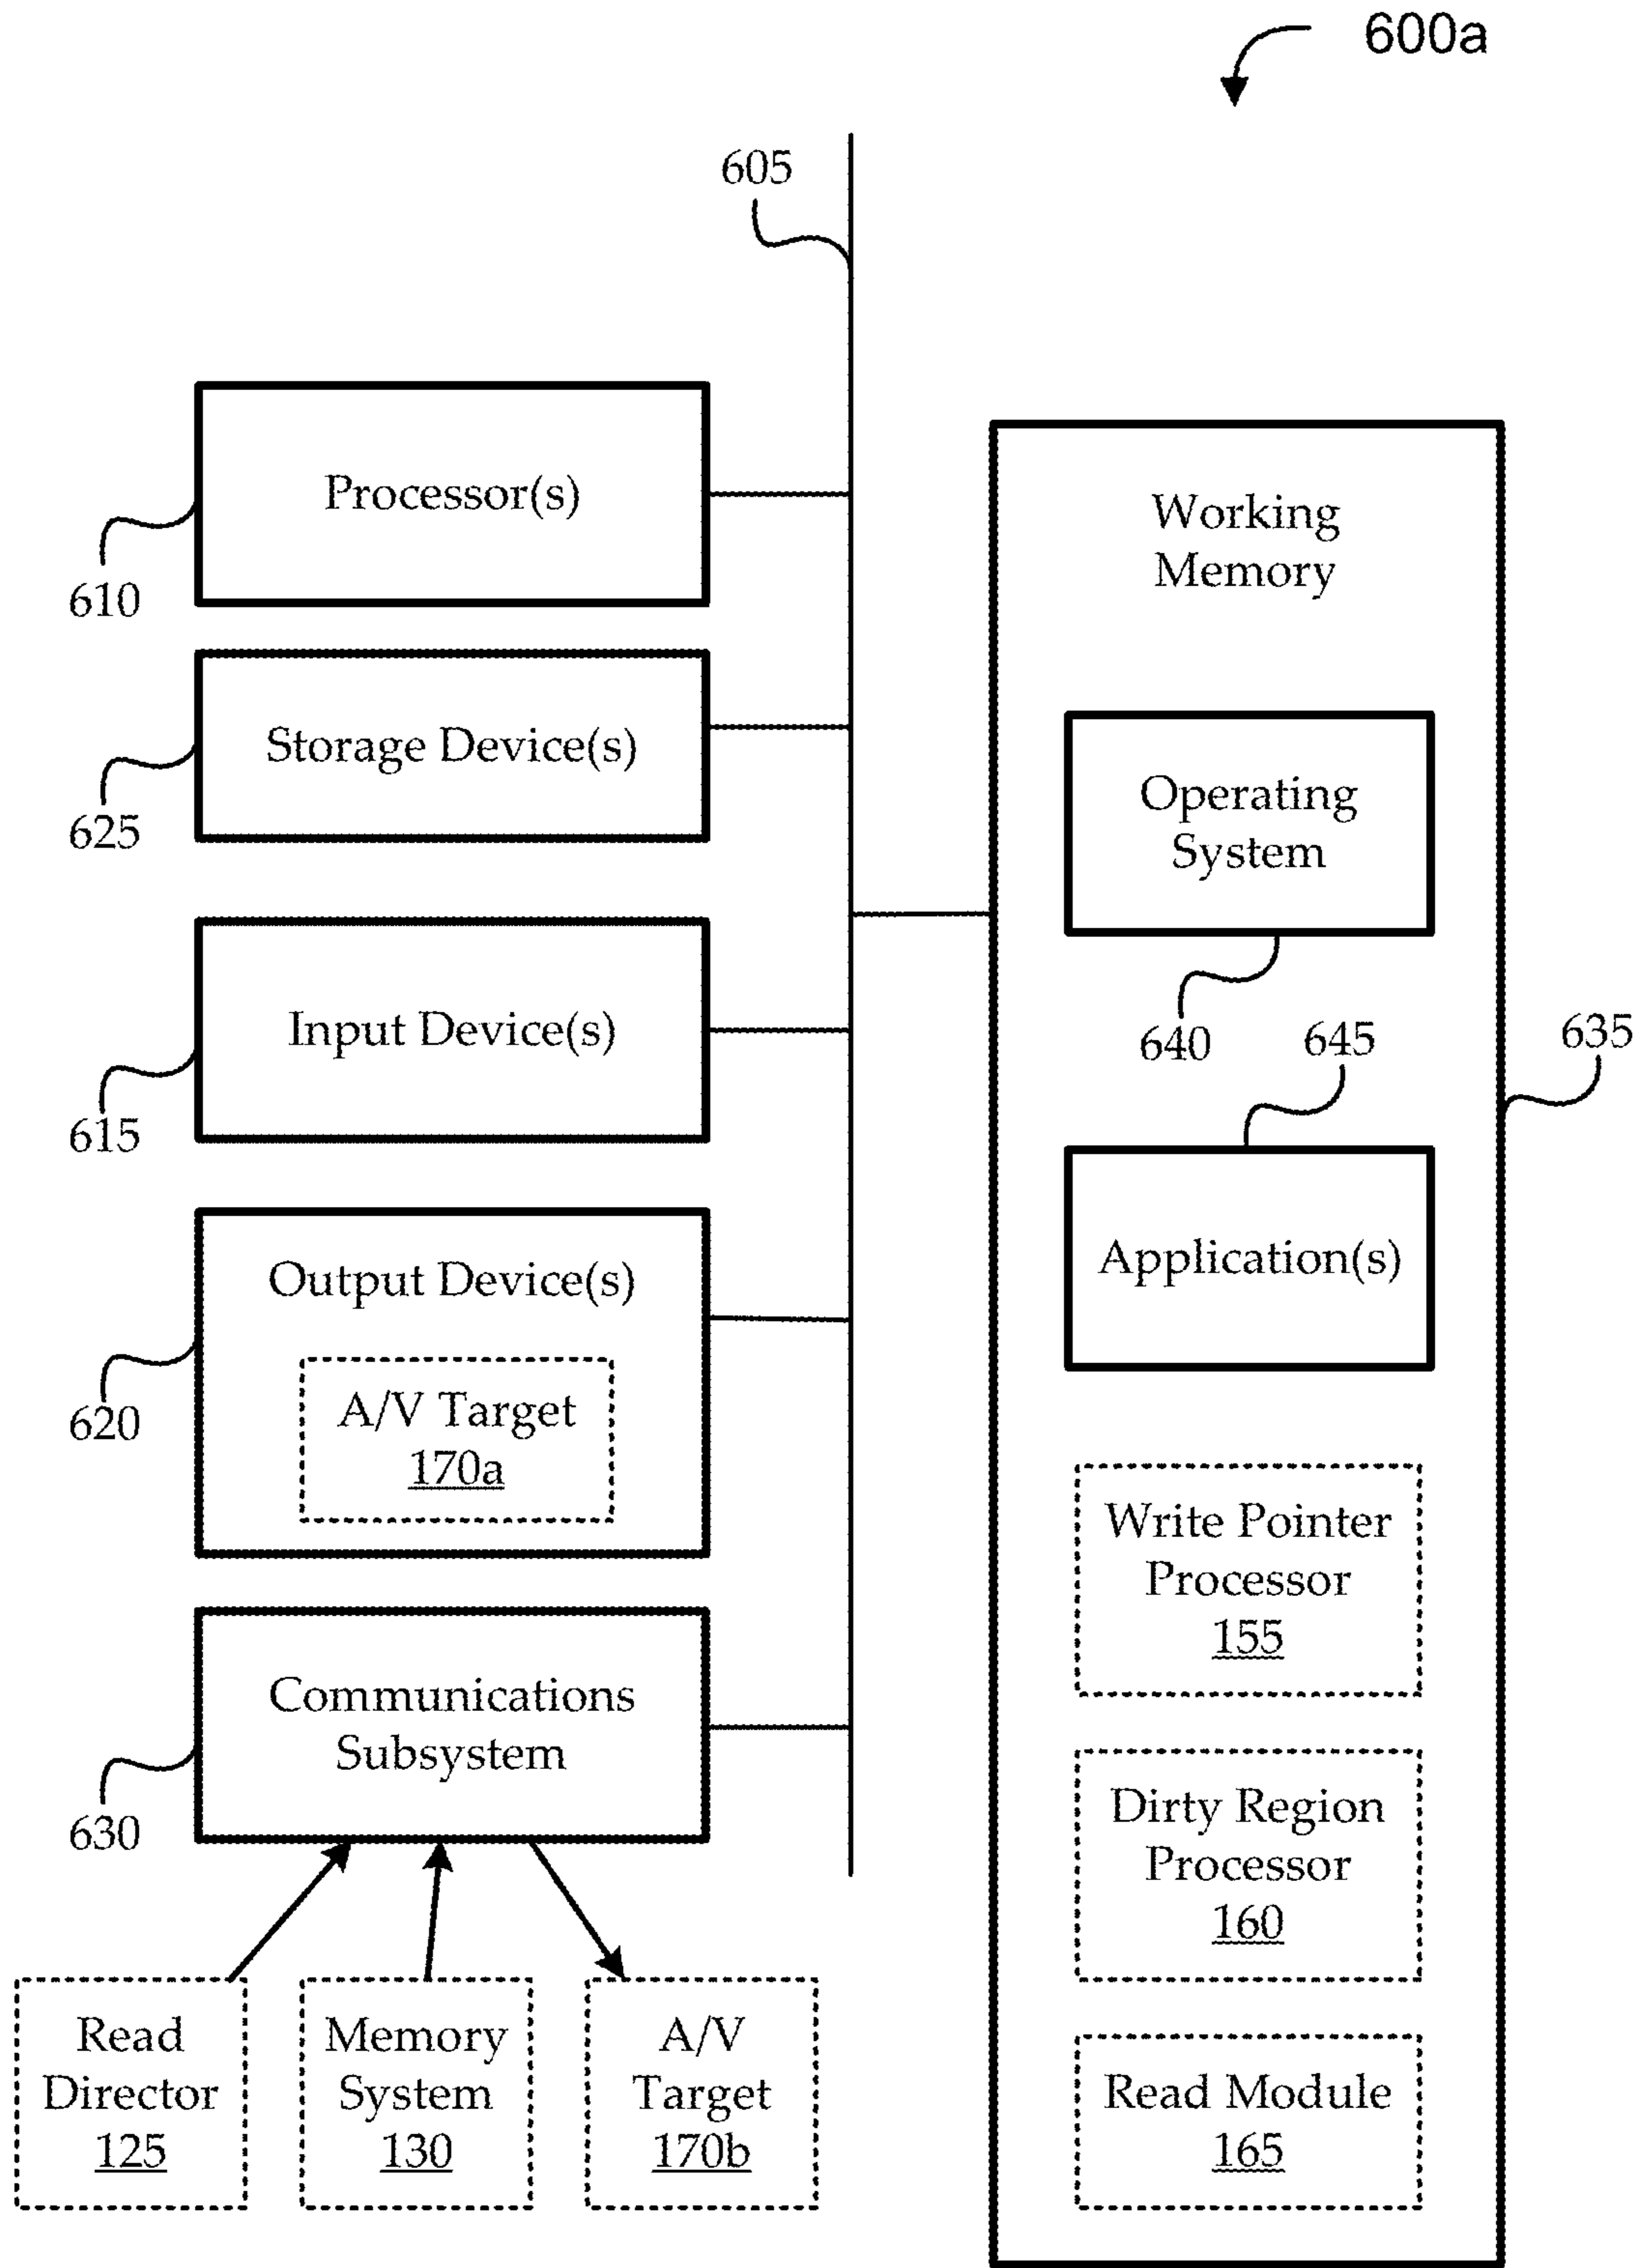 600a
605
Processor(s)
610
Storage Device(s)
625
Input Device(s)
615
Output Device(s)
A/V Target
170a
620
Communications
Subsystem
630
Read
Director
125
Memory
System
130
A/V
Target
170b
Working
Memory
Operating
System
640
645
635
Application(s)
Write Pointer
Processor
155
Dirty Region
Processor
160
Read Module
165